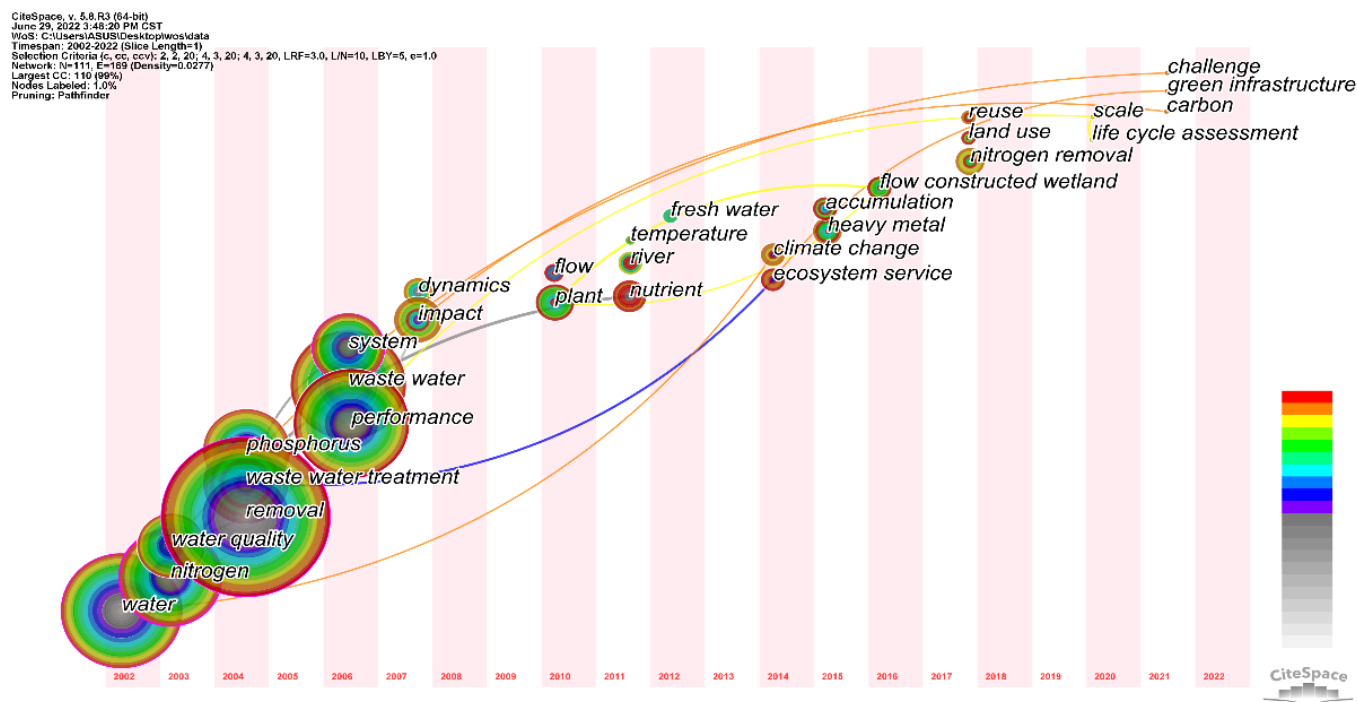 CiteSpace, v. 5.8.R3 (64-bit)
June 29, 2022 3:48:20 PM CST
WoS: C:\Users\ASUS\Desktop\wos\data
Timespan: 2002-2022 (Slice Length=1)
Selection Criteria (c, cc, ccv): 2, 2, 20; 4, 3, 20; 4, 3, 20, LRF=3.0, L/N=10, LBY=5, e=1.0
Network: N=111, E=169 (Density=0.0277)
Largest CC: 110 (99%)
Nodes Labeled: 1.0%
Pruning: Pathfinder
challenge
green infrastructure
carbon
reuse
scale
land use
life cycle assessment
nitrogen removal
flow constructed wetland
accumulation
fresh water
heavy metal
temperature
climate change
river
flow
ecosystem service
dynamics
plant
nutrient
impact
system
waste water
performance
phosphorus
waste water treatment
removal
water quality
nitrogen
water
2002 2003 2004 2005 2006 2007 2008 2009 2010 2011 2012 2013 2014 2015 2016 2017 2018 2019 2020 2021 2022
CiteSpace